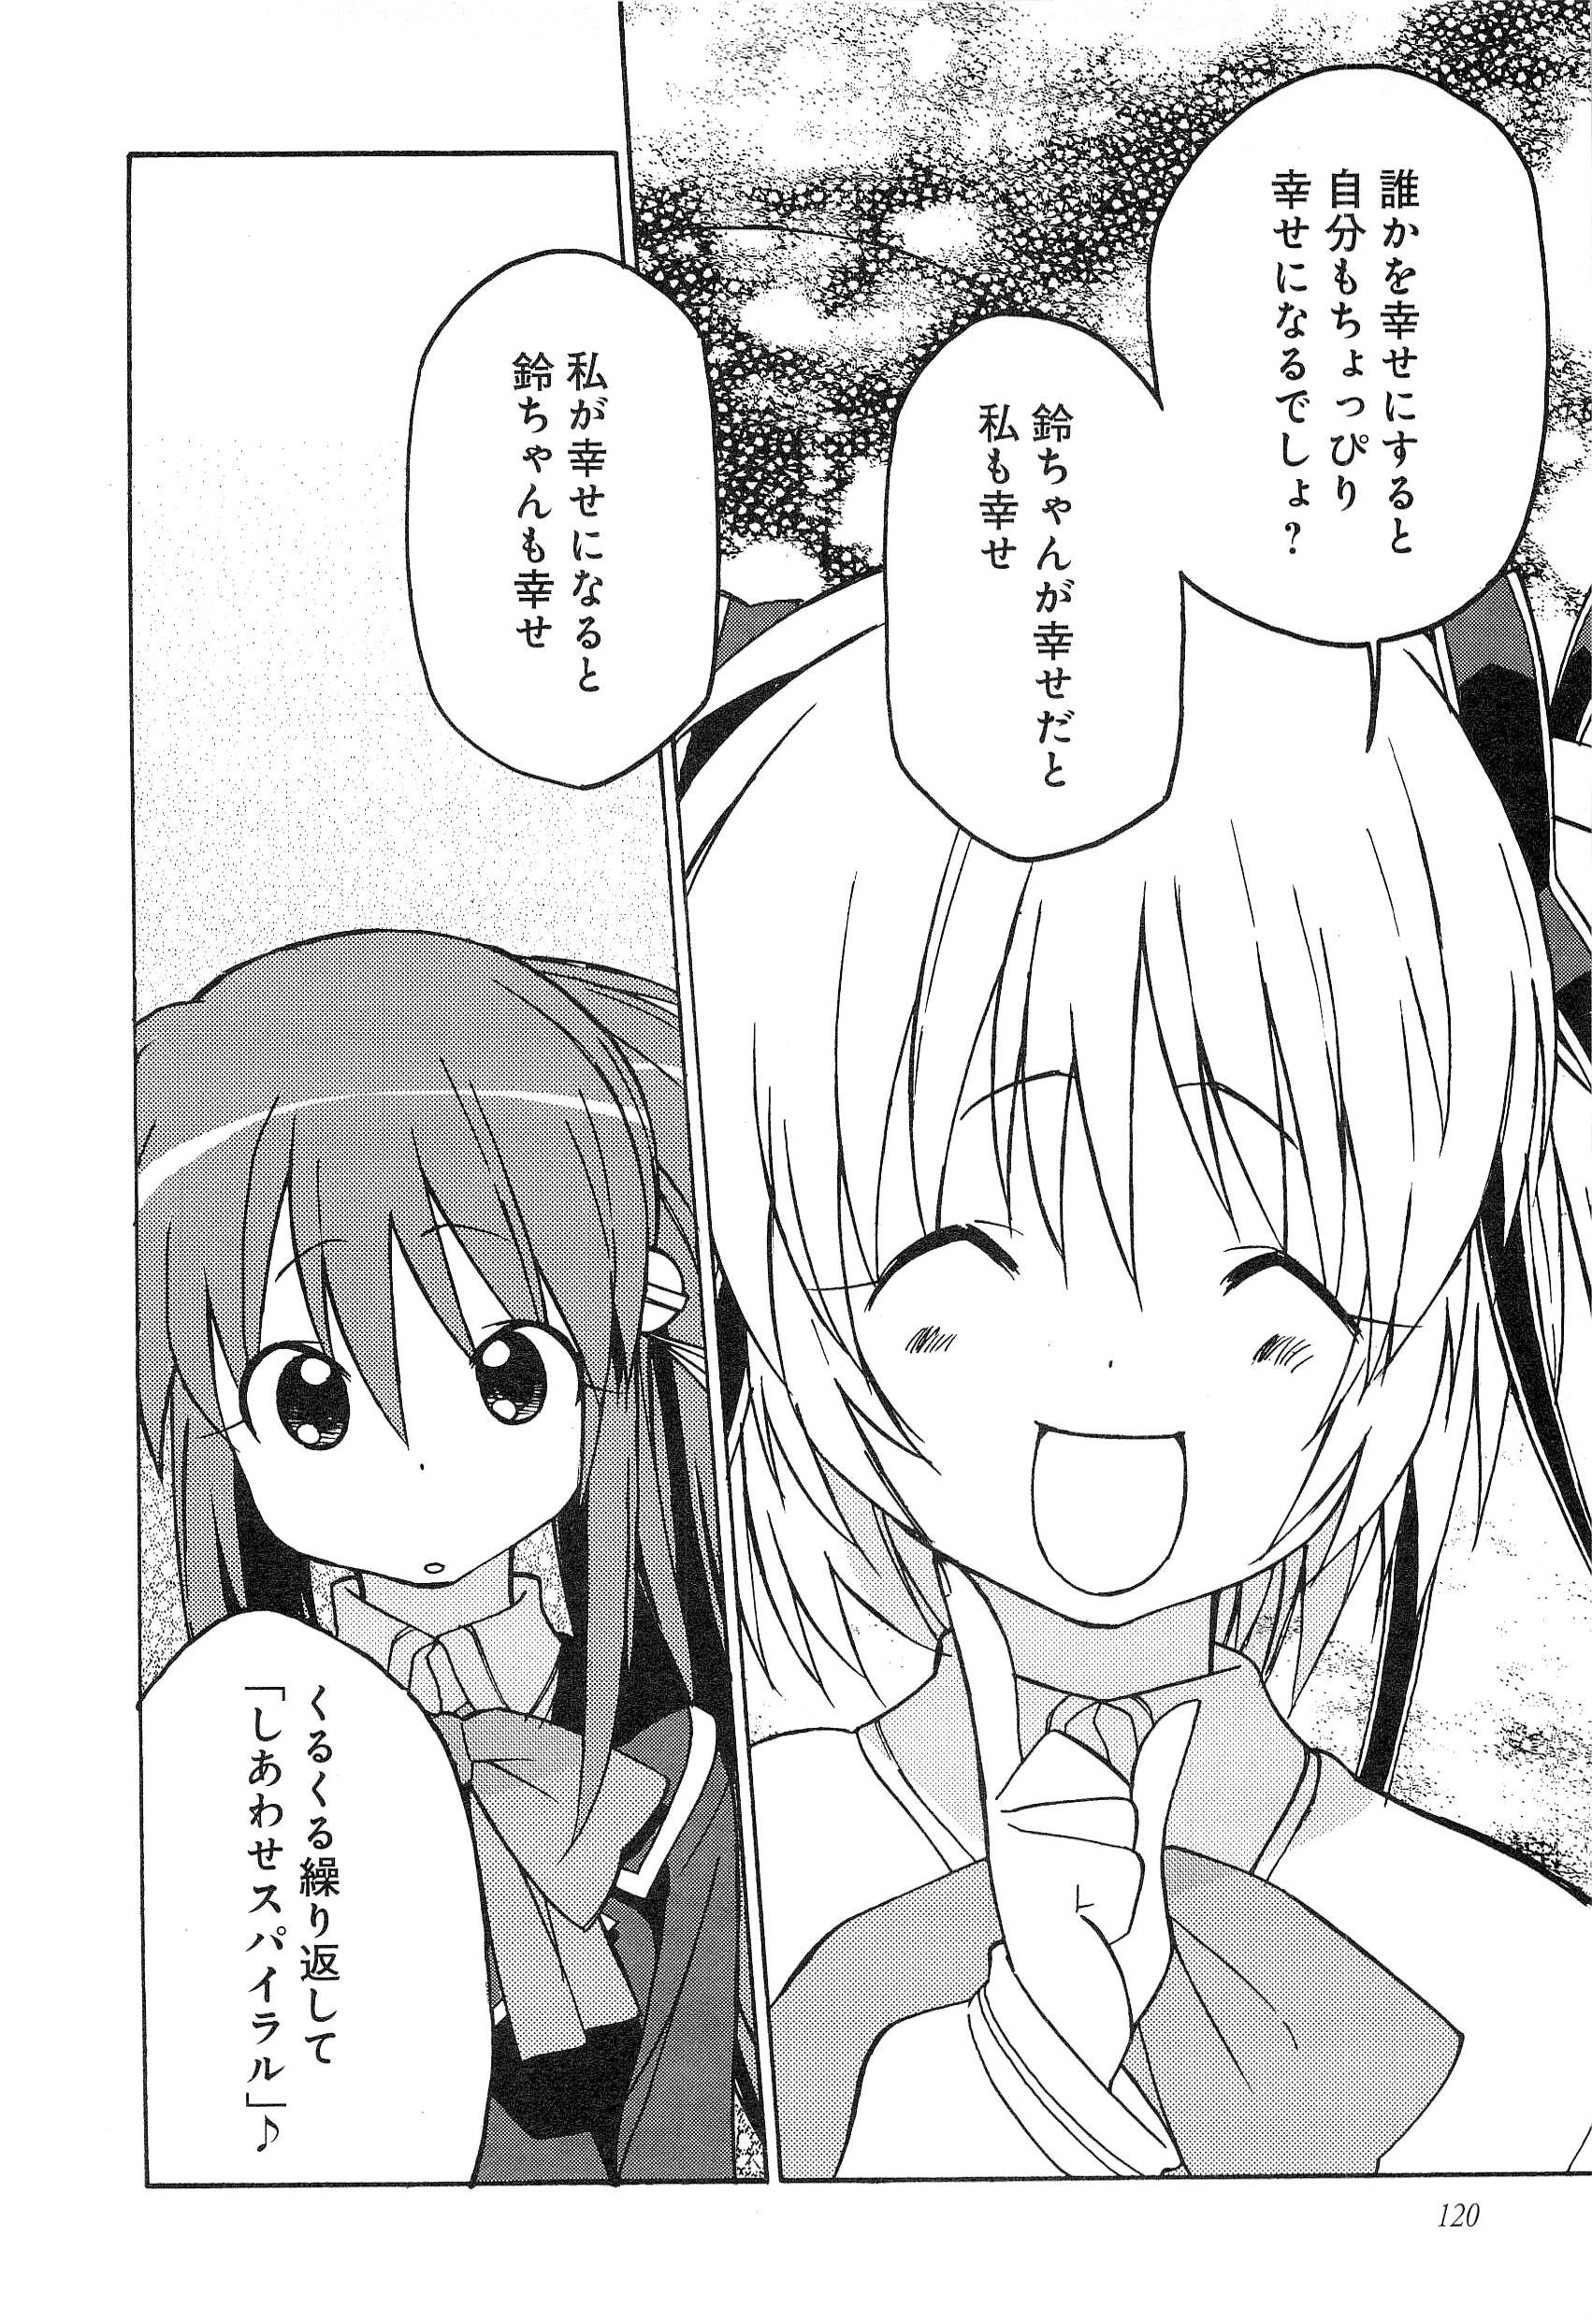 誰かを幸せにすると
自分もちょっぴり
幸せになるでしょ？
鈴ちゃんが幸せだと
私も幸せ
私が幸せになると
鈴ちゃんも幸せ
くるくる繰り返して
「しあわせスパイラル」♪
120